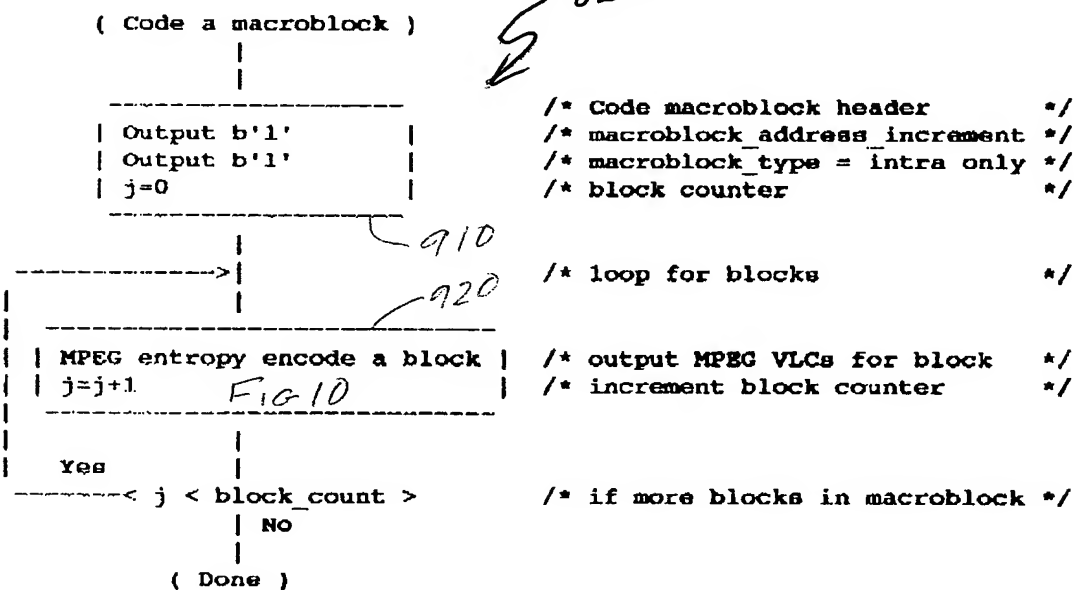 ( Code a macroblock )
Output b'1' /* Code macroblock header */
Output b'1' /* macroblock_address_increment */
j=0 /* macroblock_type = intra only */
/* block counter */
910
/* loop for blocks */
920
MPEG entropy encode a block /* output MPEG VLCs for block */
j=j+1 FIG 10 /* increment block counter */
Yes
< j < block_count > /* if more blocks in macroblock */
No
( Done )